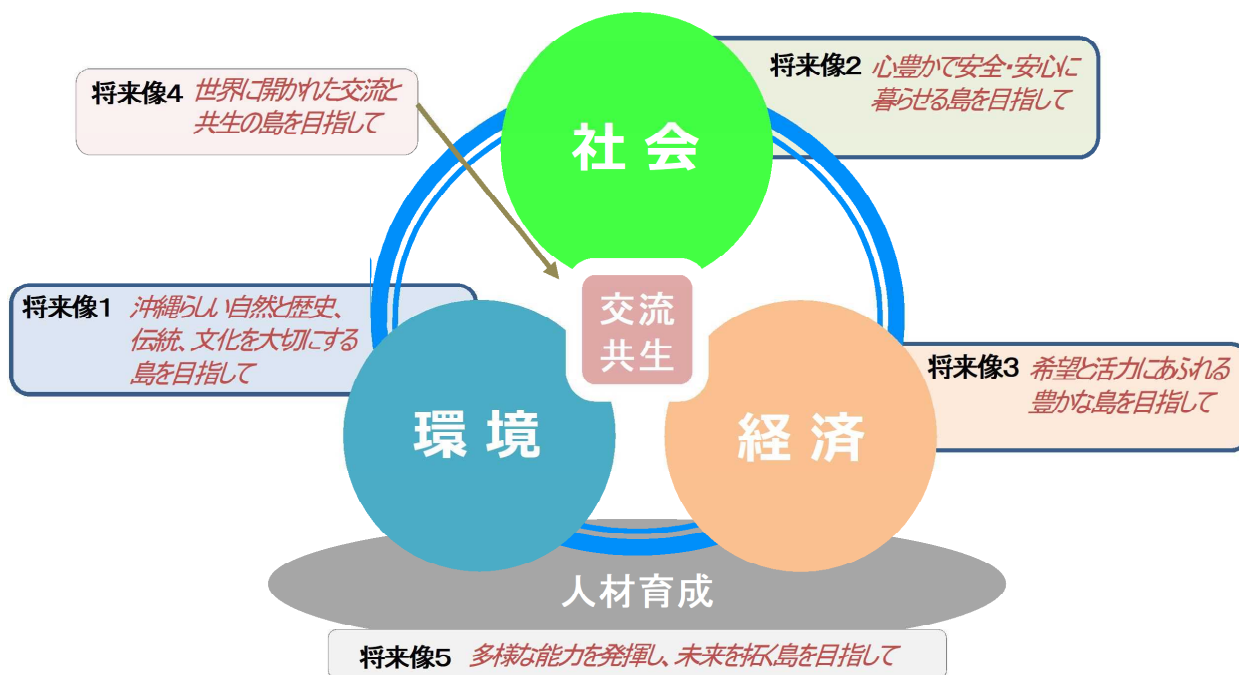 将来像4 世界に開かれた交流と
共生の島を目指して
将来像2 心豊かで安全・安心に
暮らせる島を目指して
社会
将来像1 沖縄らしい自然と歴史、
伝統、文化を大切にする
島を目指して
交流
共生
将来像3 希望と活力にあふれる
豊かな島を目指して
環境
経済
人材育成
将来像5 多様な能力を発揮し、未来を拓く島を目指して